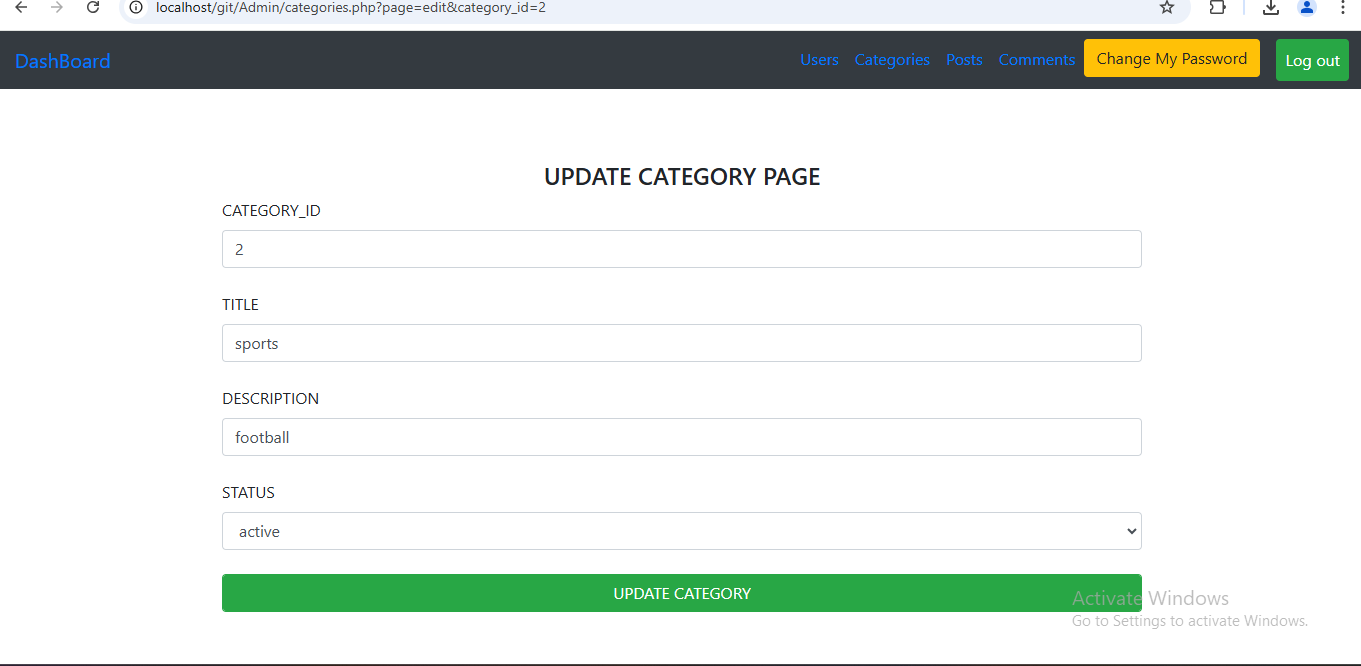 localhost/git/Admin/categories.php?page=edit&category_id=2
DashBoard Users Categories Posts Comments Change My Password Log out
UPDATE CATEGORY PAGE
CATEGORY_ID
2
TITLE
sports
DESCRIPTION
football
STATUS
active
UPDATE CATEGORY
Activate Windows
Go to Settings to activate Windows.